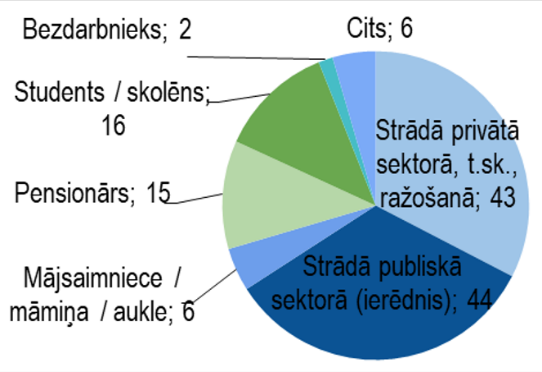 Bezdarbnieks; 2
Cits; 6
Students / skolēns;
16
Strādā privātā
sektorā, t.sk.,
ražošanā; 43
Pensionārs; 15
Strādā publiskā
sektorā (ierēdnis); 44
Mājsaimniece /
māmiņa / aukle; 6